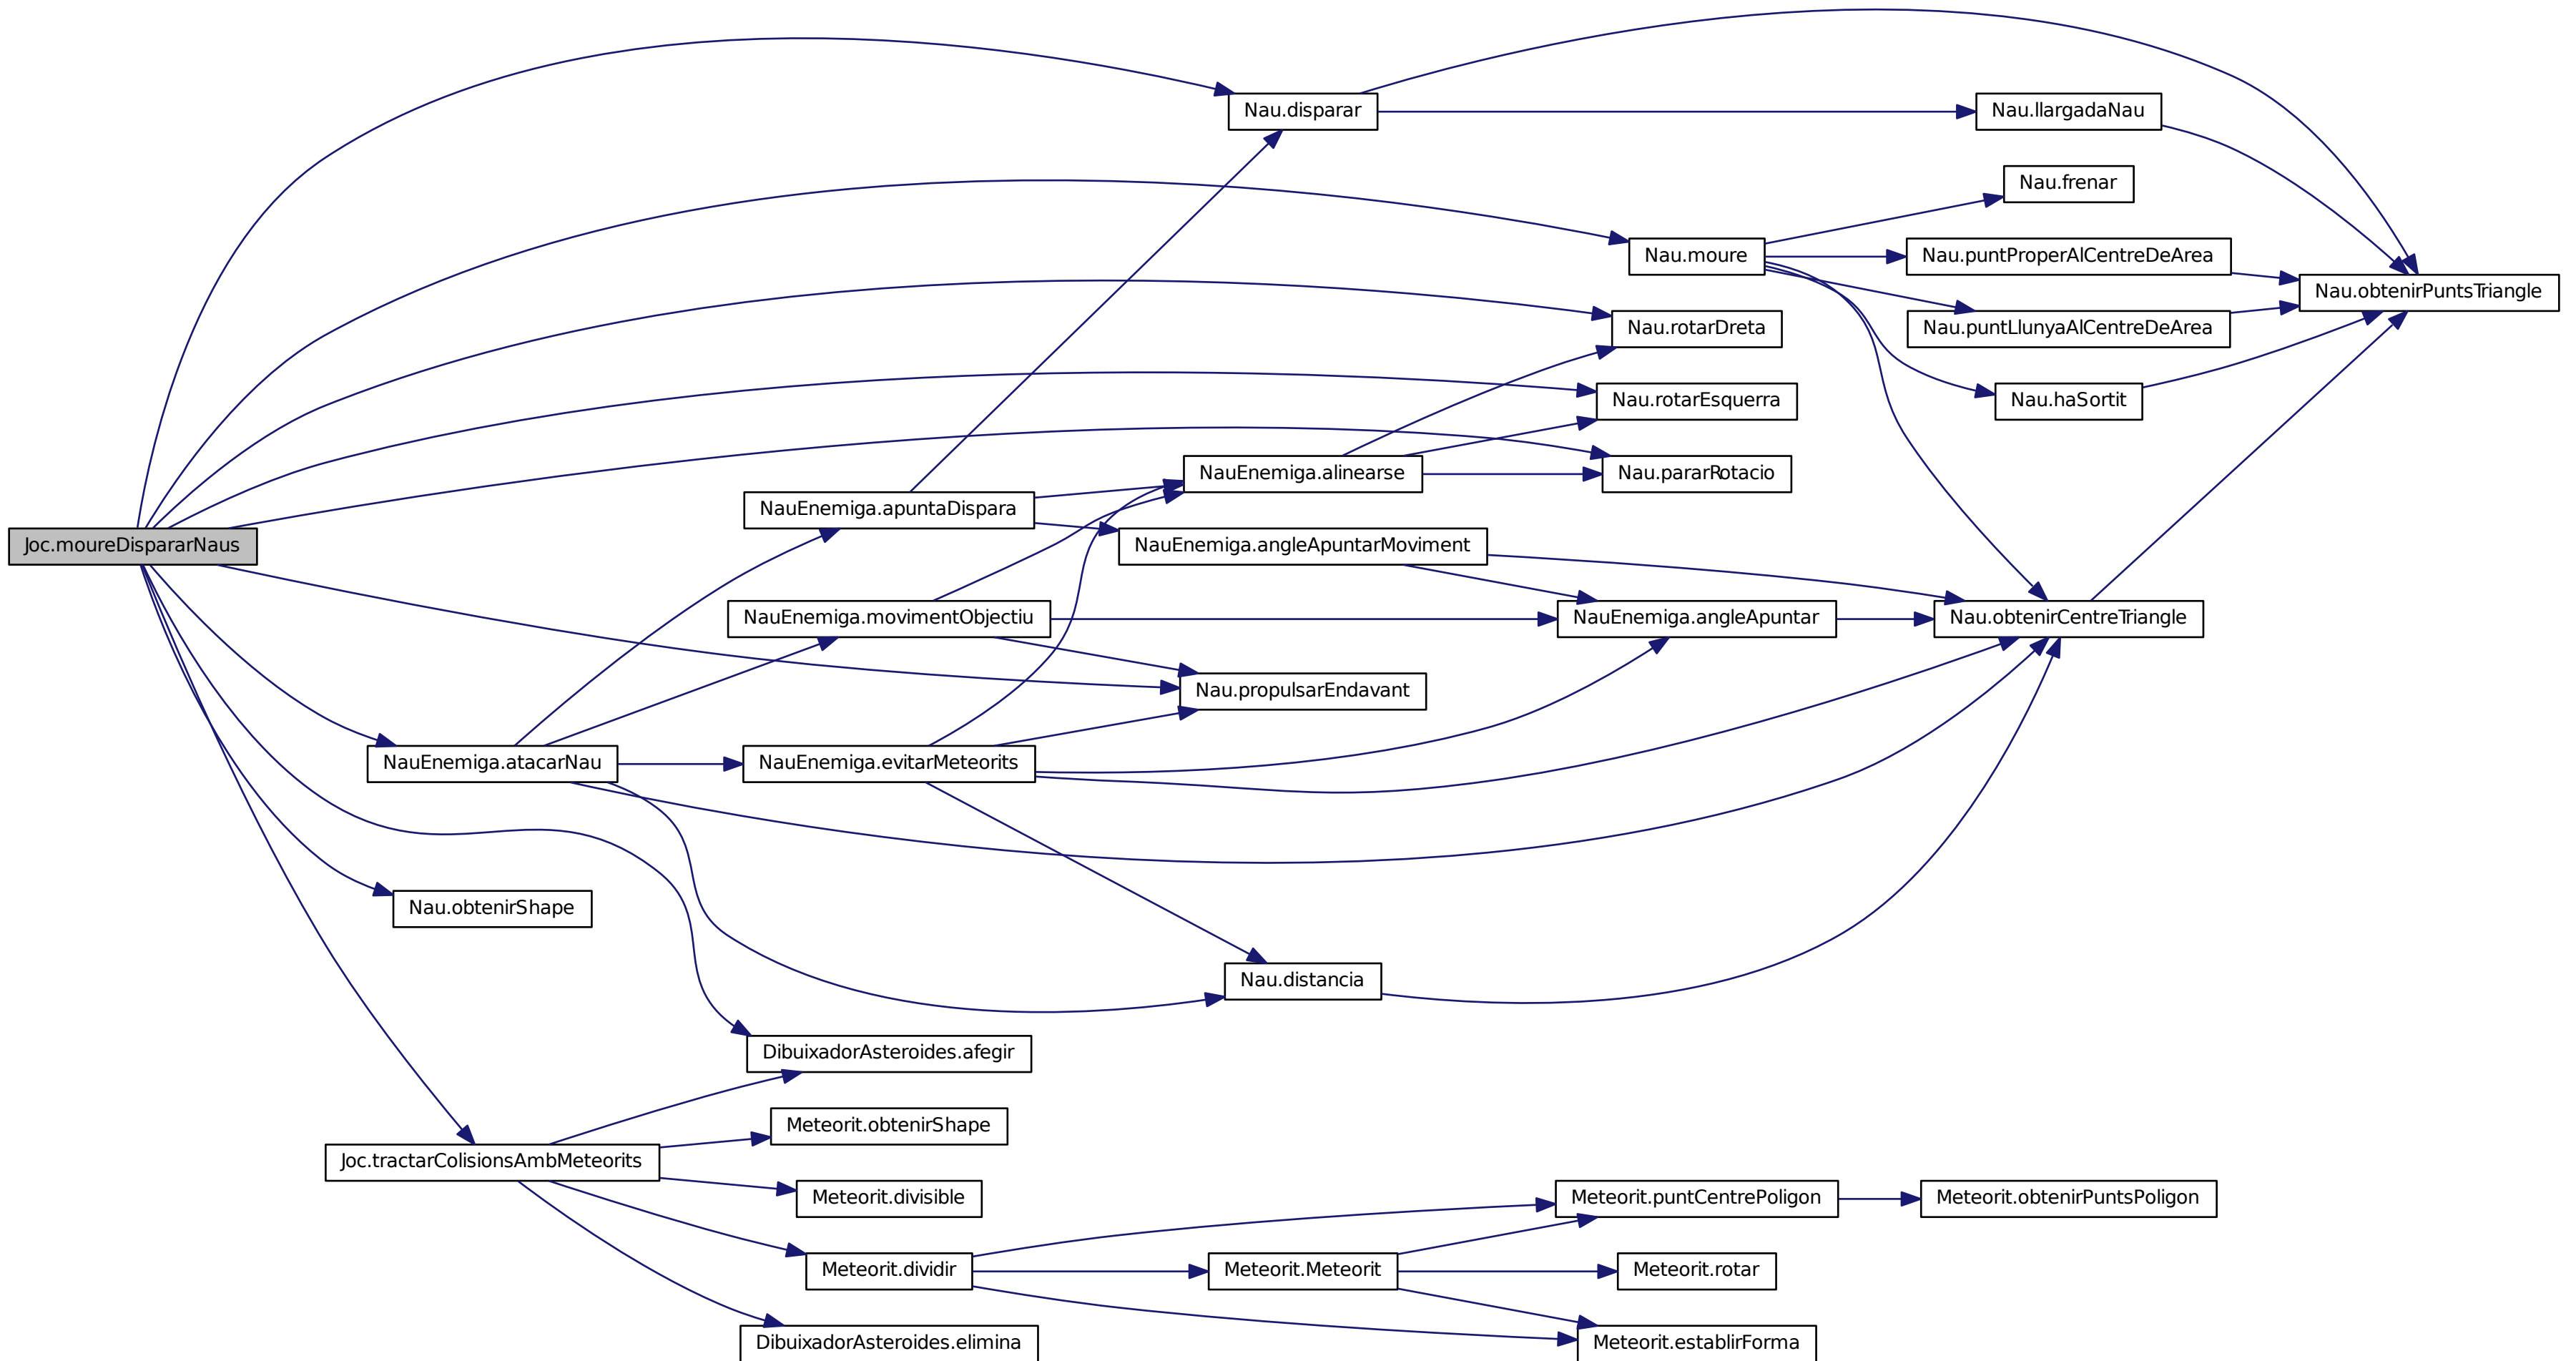 Joc.moureDispararNaus
Nau.disparar
Nau.llargadaNau
Nau.frenar
Nau.moure
Nau.puntProperAlCentreDeArea
Nau.obtenirPuntsTriangle
Nau.rotarDreta
Nau.puntLlunyaAlCentreDeArea
Nau.rotarEsquerra
Nau.haSortit
NauEnemiga.alinearse
Nau.pararRotacio
NauEnemiga.apuntaDispara
NauEnemiga.angleApuntarMoviment
NauEnemiga.movimentObjectiu
NauEnemiga.angleApuntar
Nau.obtenirCentreTriangle
Nau.propulsarEndavant
NauEnemiga.atacarNau
NauEnemiga.evitarMeteorits
Nau.obtenirShape
Nau.distancia
DibuixadorAsteroides.afegir
Meteorit.obtenirShape
Joc.tractarColisionsAmbMeteorits
Meteorit.divisible
Meteorit.puntCentrePoligon
Meteorit.obtenirPuntsPoligon
Meteorit.dividir
Meteorit.Meteorit
Meteorit.rotar
DibuixadorAsteroides.elimina
Meteorit.establirForma